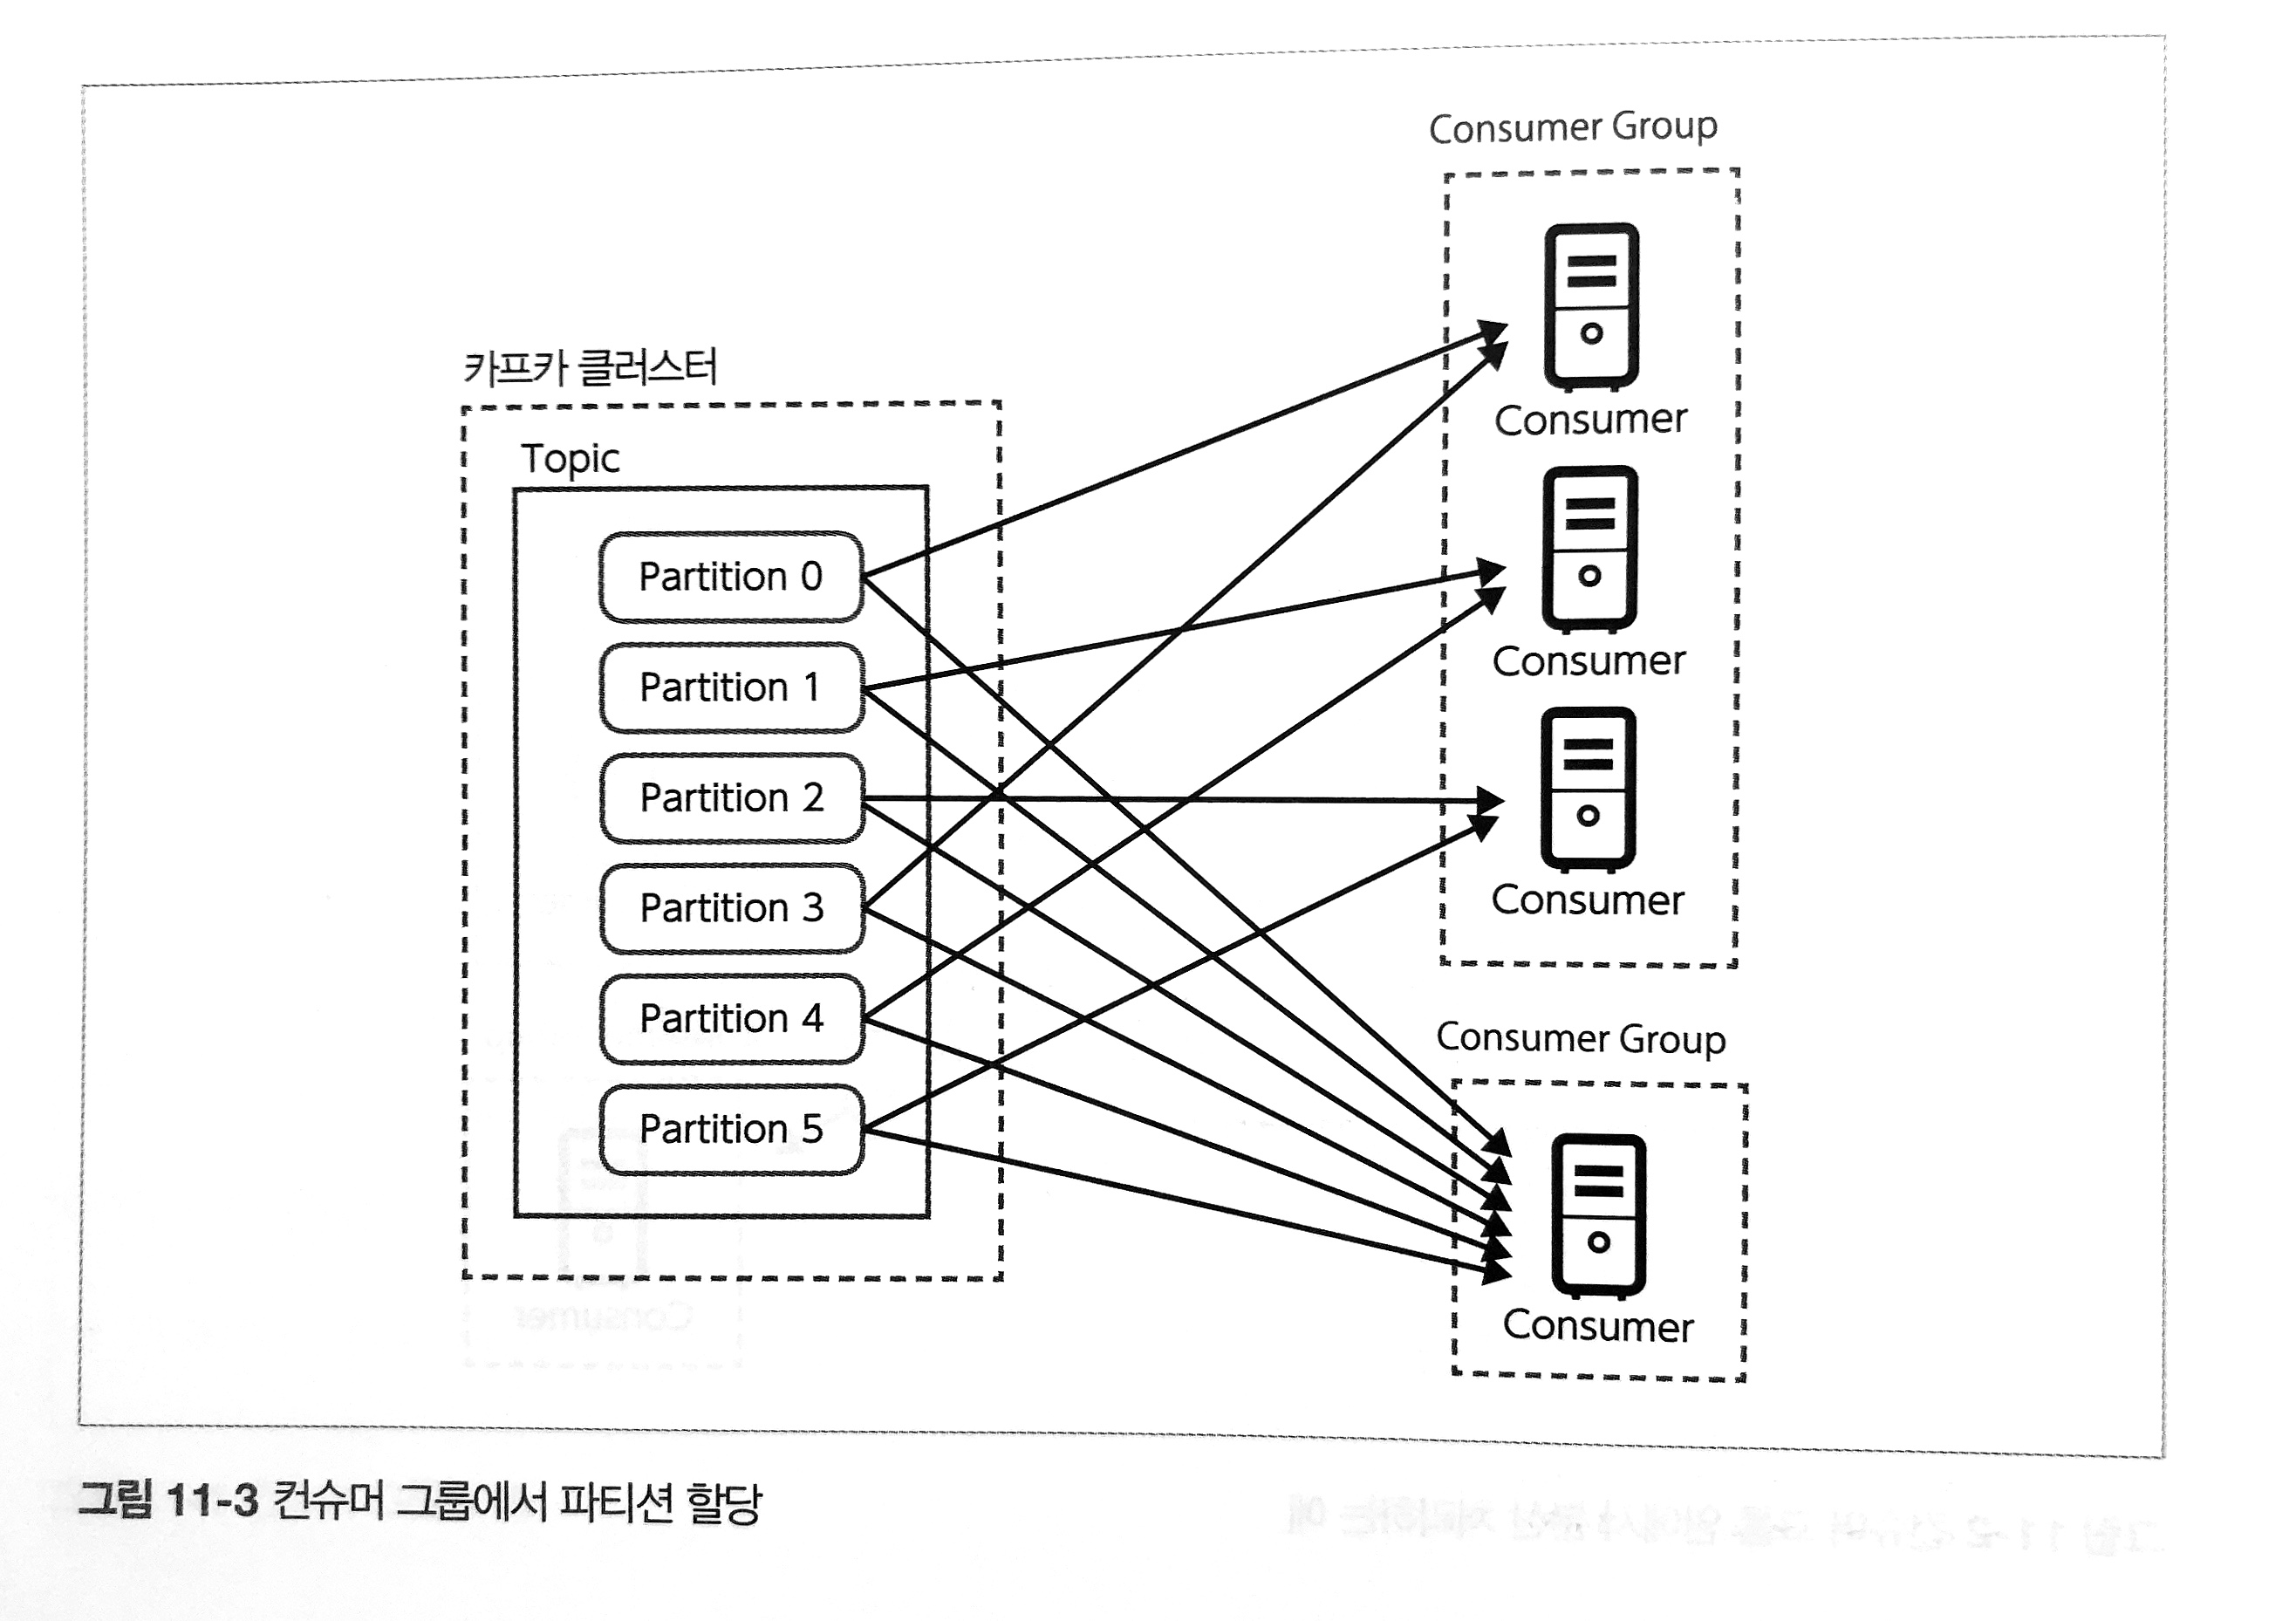 Consumer Group
Consumer
Consumer
Consumer
카프카 클러스터
Topic
Partition 0
Partition 1
Partition 2
Partition 3
Partition 4
Partition 5
Consumer Group
Consumer
그림 11-3 컨슈머 그룹에서 파티션 할당